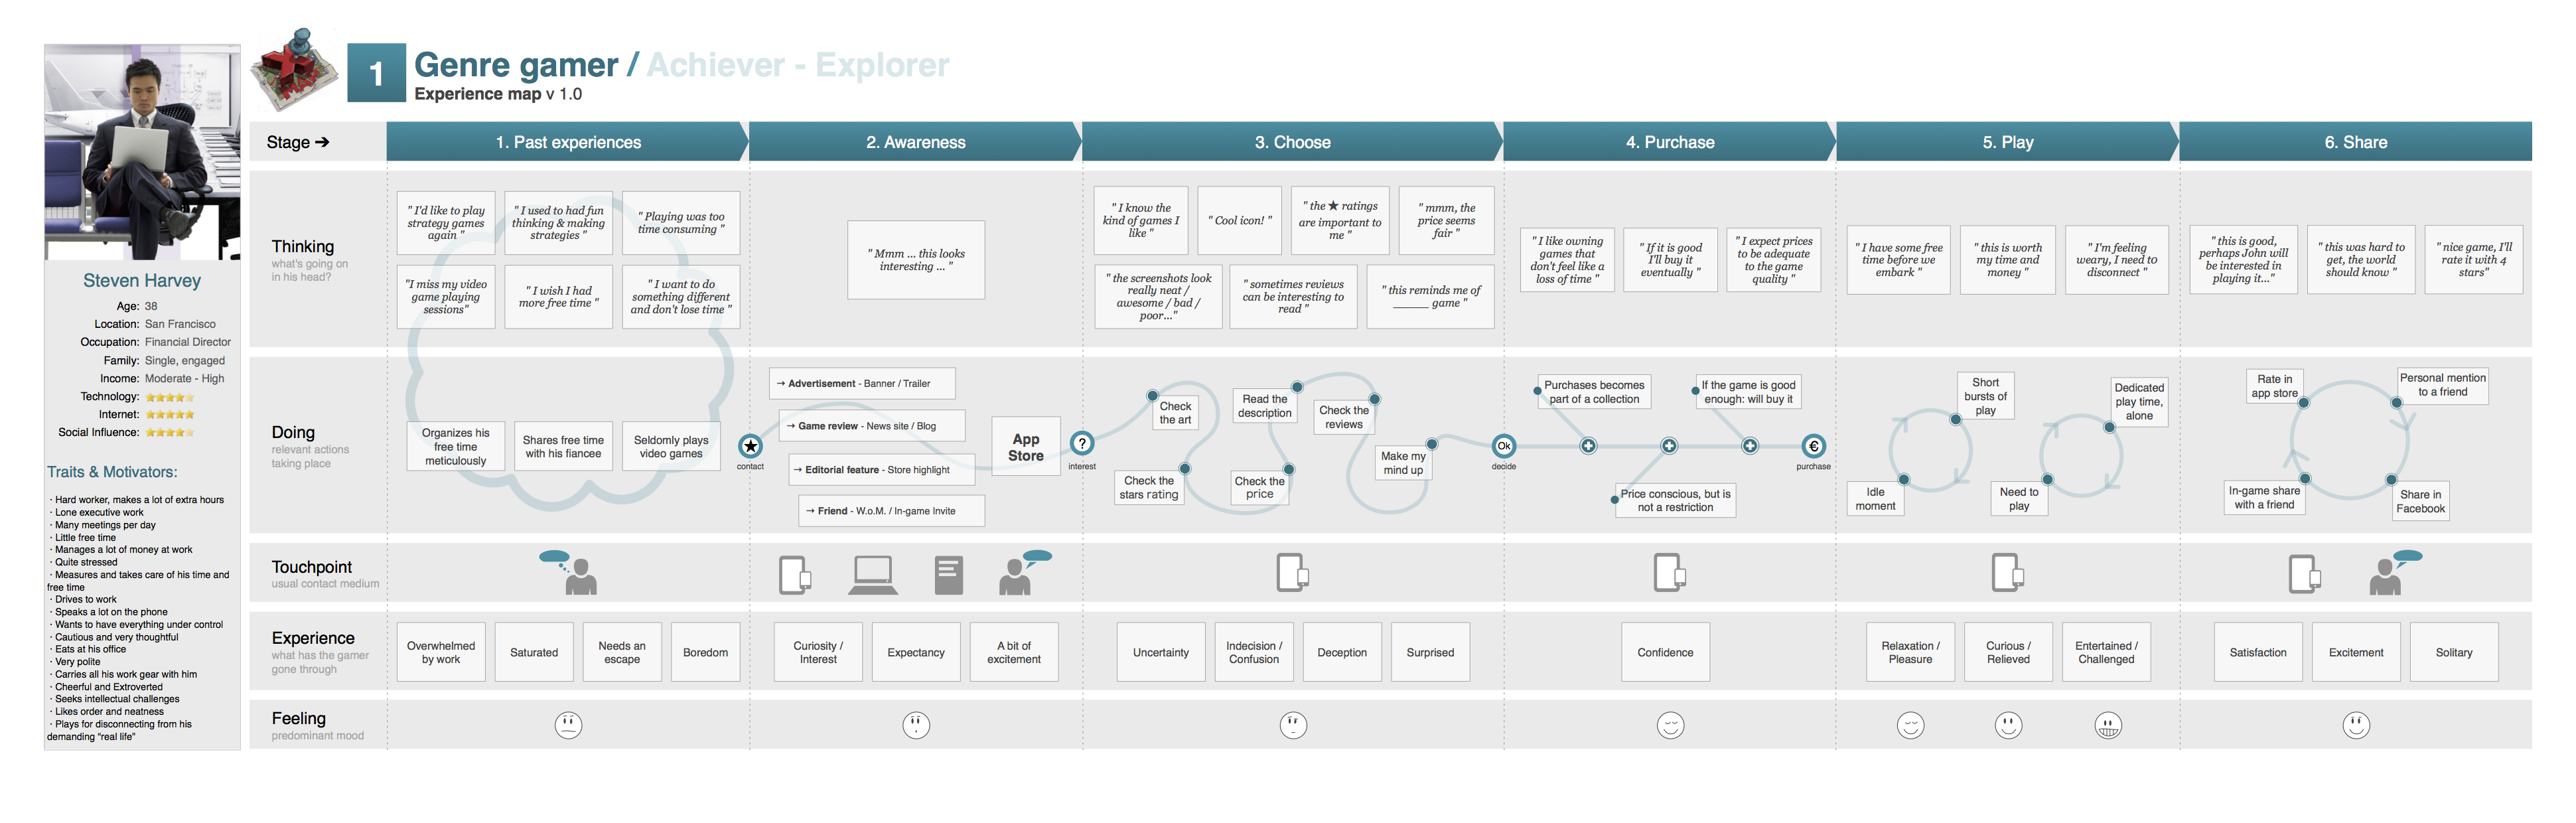 1
Genre gamer / Achiever - Explorer
Experience map v 1.0
Steven Harvey
Age: 38
Location: San Francisco
Occupation: Financial Director
Family: Single, engaged
Income: Moderate - High
Technology:
Internet:
Social Influence:
Traits & Motivators:
· Hard worker, makes a lot of extra hours
· Lone executive work
· Many meetings per day
· Little free time
· Manages a lot of money at work
· Quite stressed
· Measures and takes care of his time and
free time
· Drives to work
· Speaks a lot on the phone
· Wants to have everything under control
· Cautious and very thoughtful
· Eats at his office
· Very polite
· Carries all his work gear with him
· Cheerful and Extroverted
· Seeks intellectual challenges
· Likes order and neatness
· Plays for disconnecting from his
demanding "real life"
Stage →
1. Past experiences
2. Awareness
3. Choose
4. Purchase
5. Play
6. Share
Thinking
what's going on
in his head?
" I'd like to play
strategy games
again "
" I used to had fun
thinking & making
strategies "
" Playing was too
time consuming "
"I miss my video
game playing
sessions"
" I wish I had
more free time "
" I want to do
something different
and don't lose time "
" Mmm ... this looks
interesting ... "
" I know the
kind of games I
like "
" Cool icon! "
" the ★ ratings
are important to
me "
" mmm, the
price seems
fair "
" the screenshots look
really neat /
awesome / bad /
poor..."
" sometimes reviews
can be interesting to
read "
" this reminds me of
______ game "
" I like owning
games that
don't feel like a
loss of time "
" If it is good
I'll buy it
eventually "
" I expect prices
to be adequate
to the game
quality "
" I have some free
time before we
embark "
" this is worth
my time and
money "
" I'm feeling
weary, I need to
disconnect "
" this is good,
perhaps John will
be interested in
playing it..."
" this was hard to
get, the world
should know "
" nice game, I'll
rate it with 4
stars"
Doing
relevant actions
taking place
Organizes his
free time
meticulously
Shares free time
with his fiancee
Seldomly plays
video games
contact
→ Advertisement - Banner / Trailer
→ Game review - News site / Blog
→ Editorial feature - Store highlight
→ Friend - W.o.M. / In-game Invite
App
Store
?
interest
Check
the art
Check the
stars rating
Read the
description
Check the
price
Check the
reviews
Make my
mind up
Ok
decide
Purchases becomes
part of a collection
Price conscious, but is
not a restriction
If the game is good
enough: will buy it
€
purchase
Short
bursts of
play
Idle
moment
Dedicated
play time,
alone
Need to
play
Rate in
app store
Personal mention
to a friend
In-game share
with a friend
Share in
Facebook
Touchpoint
usual contact medium
Experience
what has the gamer
gone through
Overwhelmed
by work
Saturated
Needs an
escape
Boredom
Curiosity /
Interest
Expectancy
A bit of
excitement
Uncertainty
Indecision /
Confusion
Deception
Surprised
Confidence
Relaxation /
Pleasure
Curious /
Relieved
Entertained /
Challenged
Satisfaction
Excitement
Solitary
Feeling
predominant mood